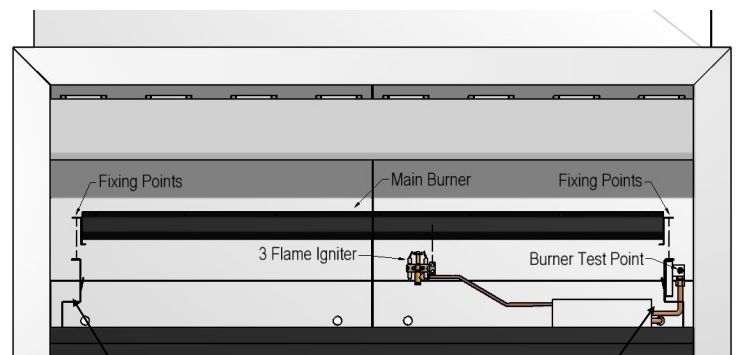 Fixing Points
Main Burner
Fixing Points
3 Flame Igniter
Burner Test Point